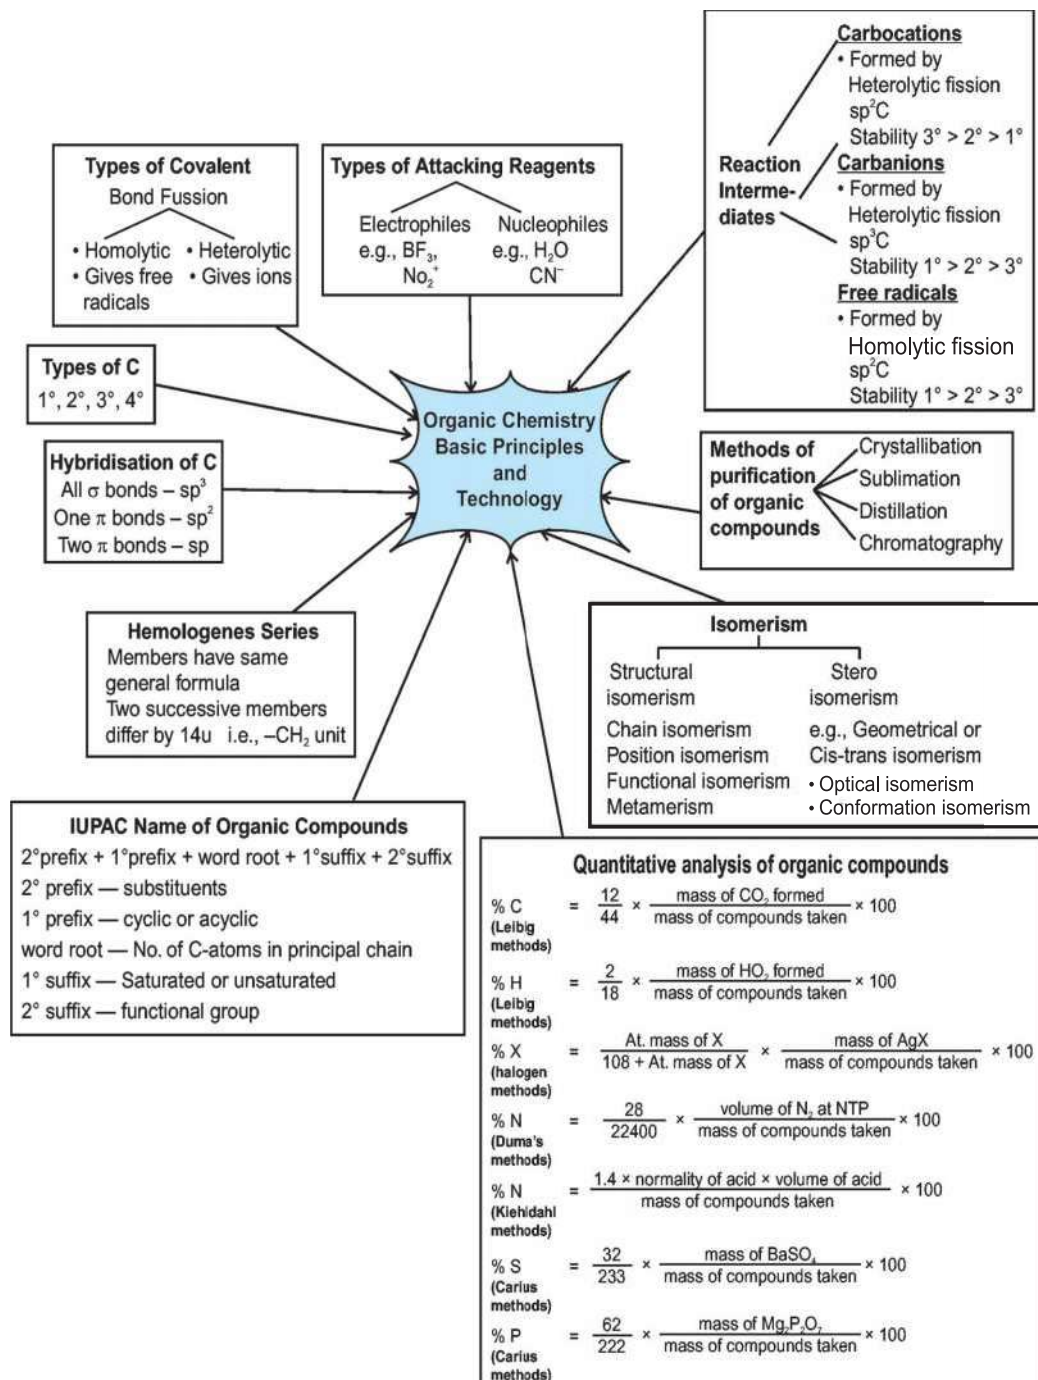 Types of Covalent
Bond Fussion
• Homolytic • Heterolytic
• Gives free • Gives ions
radicals
Types of Attacking Reagents
Electrophiles Nucleophiles
e.g., BF₃, e.g., H₂O
No₂⁺ CN⁻
Reaction
Interme-
diates
Carbocations
• Formed by
Heterolytic fission
sp²C
Stability 3° > 2° > 1°
Carbanions
• Formed by
Heterolytic fission
sp³C
Stability 1° > 2° > 3°
Free radicals
• Formed by
Homolytic fission
sp²C
Stability 1° > 2° > 3°
Types of C
1°, 2°, 3°, 4°
Organic Chemistry
Basic Principles
and
Technology
Hybridisation of C
All σ bonds – sp³
One π bonds – sp²
Two π bonds – sp
Methods of
purification
of organic
compounds
Crystallibation
Sublimation
Distillation
Chromatography
Hemologenes Series
Members have same
general formula
Two successive members
differ by 14u i.e., –CH₂ unit
Isomerism
Structural
isomerism
Chain isomerism
Position isomerism
Functional isomerism
Metamerism
Stero
isomerism
e.g., Geometrical or
Cis-trans isomerism
• Optical isomerism
• Conformation isomerism
IUPAC Name of Organic Compounds
2°prefix + 1°prefix + word root + 1°suffix + 2°suffix
2° prefix — substituents
1° prefix — cyclic or acyclic
word root — No. of C-atoms in principal chain
1° suffix — Saturated or unsaturated
2° suffix — functional group
Quantitative analysis of organic compounds
% C = 12/44 × mass of CO₂ formed/mass of compounds taken × 100
(Leibig
methods)
% H = 2/18 × mass of HO₂ formed/mass of compounds taken × 100
(Leibig
methods)
% X = At. mass of X/108 + At. mass of X × mass of AgX/mass of compounds taken × 100
(halogen
methods)
% N = 28/22400 × volume of N₂ at NTP/mass of compounds taken × 100
(Duma's
methods)
% N = 1.4 × normality of acid × volume of acid/mass of compounds taken × 100
(Klehidahl
methods)
% S = 32/233 × mass of BaSO₄/mass of compounds taken × 100
(Carius
methods)
% P = 62/222 × mass of Mg₂P₂O₇/mass of compounds taken × 100
(Carius
methods)